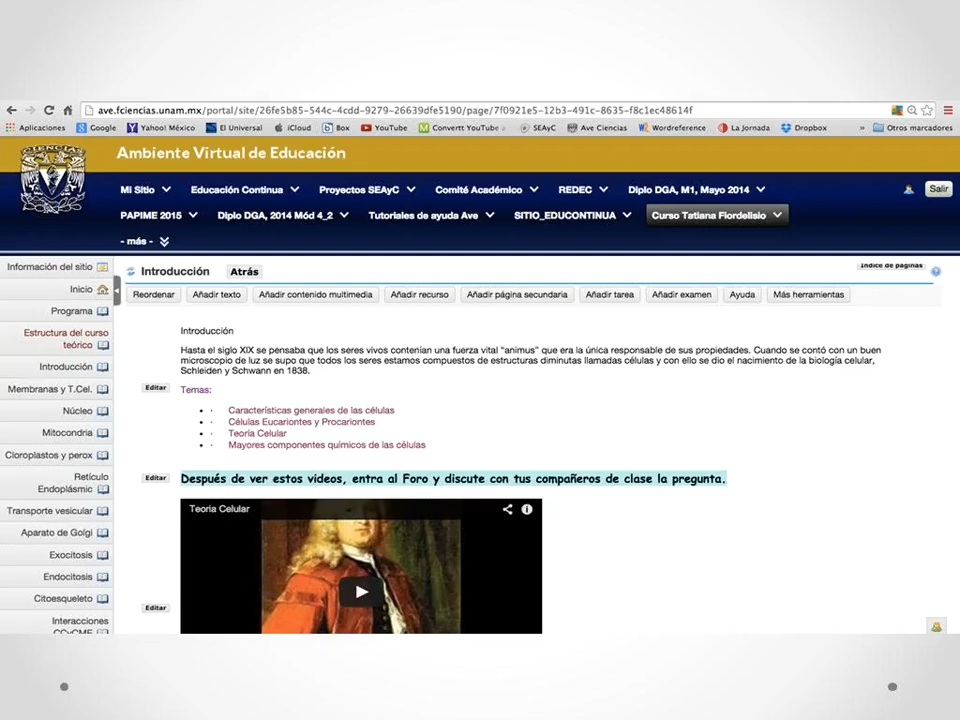 ave.fciencias.unam.mx/portal/site/26fe5b85-544c-4cdd-9279-26639dfe5190/page/7f0921e5-12b3-491c-8635-f8c1ec48614f
Aplicaciones Google Yahoo! México El Universal iCloud Box YouTube Convertt YouTube SEAyC Ave Ciencias Wordreference La Jornada Dropbox » Otros marcadores
CIENCIAS
Ambiente Virtual de Educación
Mi Sitio Educación Continua Proyectos SEAyC Comité Académico REDEC Diplo DGA, M1, Mayo 2014 Salir
PAPIME 2015 Diplo DGA, 2014 Mód 4_2 Tutoriales de ayuda Ave SITIO_EDUCONTINUA Curso Tatiana Fiordelisio
- más -
Información del sitio
Inicio
Programa
Estructura del curso
teórico
Introducción
Membranas y T.Cel.
Núcleo
Mitocondria
Cloroplastos y perox
Retículo
Endoplásmic
Transporte vesicular
Aparato de Golgi
Exocitosis
Endocitosis
Citoesqueleto
Interacciones
CCyCME
Introducción Atrás Índice de páginas
Reordenar Añadir texto Añadir contenido multimedia Añadir recurso Añadir página secundaria Añadir tarea Añadir examen Ayuda Más herramientas
Introducción
Hasta el siglo XIX se pensaba que los seres vivos contenían una fuerza vital “animus” que era la única responsable de sus propiedades. Cuando se contó con un buen
microscopio de luz se supo que todos los seres estamos compuestos de estructuras diminutas llamadas células y con ello se dio el nacimiento de la biología celular,
Schleiden y Schwann en 1838.
Editar Temas:
• · Características generales de las células
• · Células Eucariontes y Procariontes
• · Teoría Celular
• · Mayores componentes químicos de las células
Editar Después de ver estos videos, entra al Foro y discute con tus compañeros de clase la pregunta.
Teoria Celular
Editar